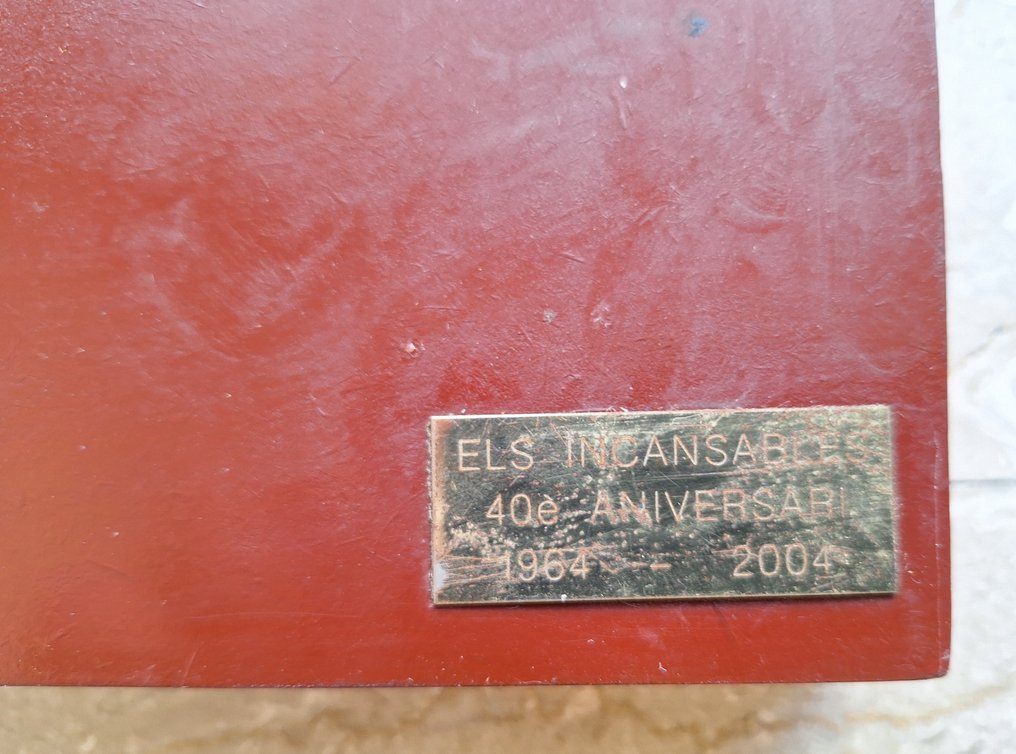 ELS INCANSABLES
40è ANIVERSARI
1964 -- 2004